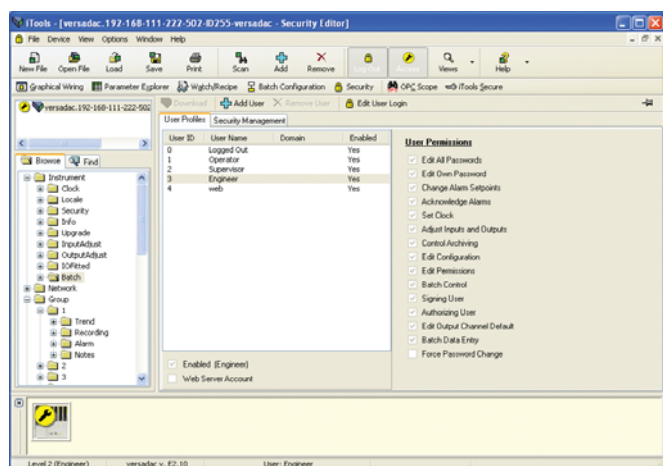 iTools - [versadac.192-168-111-222-502-ID255-versadac - Security Editor]
File Device View Options Window Help
New File Open File Load Save Print Scan Add Remove Log Out Access Views Help
Graphical Wiring Parameter Explorer Watch/Recipe Batch Configuration Security OPC Scope iTools Secure
versadac.192-168-111-222-502
Download Add User Remove User Edit User Login
User Profiles Security Management
User ID User Name Domain Enabled
0 Logged Out Yes
1 Operator Yes
2 Supervisor Yes
3 Engineer Yes
4 web Yes
Enabled (Engineer)
Web Server Account
User Permissions
Edit All Passwords
Edit Own Password
Change Alarm Setpoints
Acknowledge Alarms
Set Clock
Adjust Inputs and Outputs
Control Archiving
Edit Configuration
Edit Permissions
Batch Control
Signing User
Authorizing User
Edit Output Channel Default
Batch Data Entry
Force Password Change
Browse Find
Instrument
Clock
Locale
Security
Info
Upgrade
InputAdjust
OutputAdjust
IOFitted
Batch
Network
Group
1
Trend
Recording
Alarm
Notes
2
3
Level 2 (Engineer) versadac v. E2.10 User: Engineer